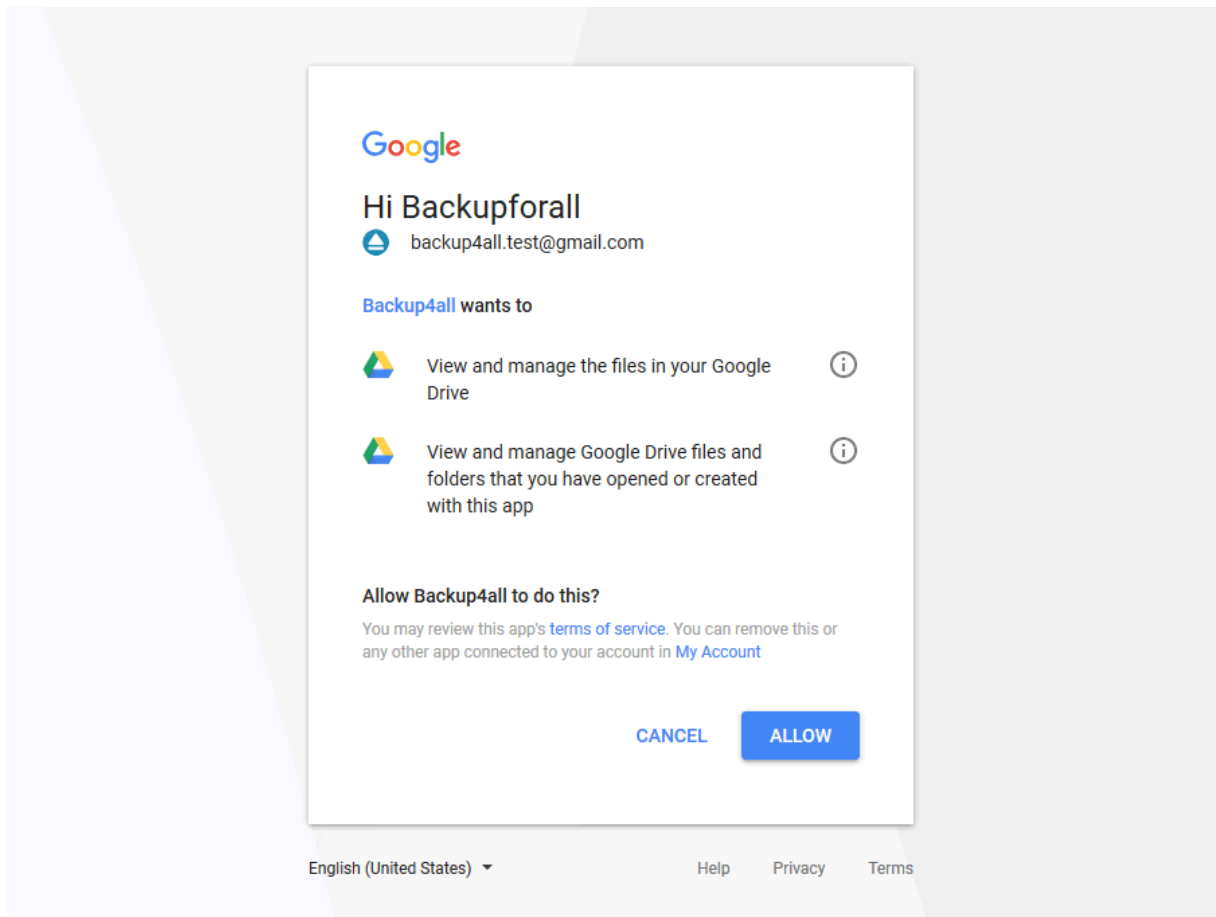 Google
Hi Backupforall
backup4all.test@gmail.com
Backup4all wants to
View and manage the files in your Google
Drive
View and manage Google Drive files and
folders that you have opened or created
with this app
Allow Backup4all to do this?
You may review this app's terms of service. You can remove this or
any other app connected to your account in My Account
CANCEL ALLOW
English (United States) Help Privacy Terms